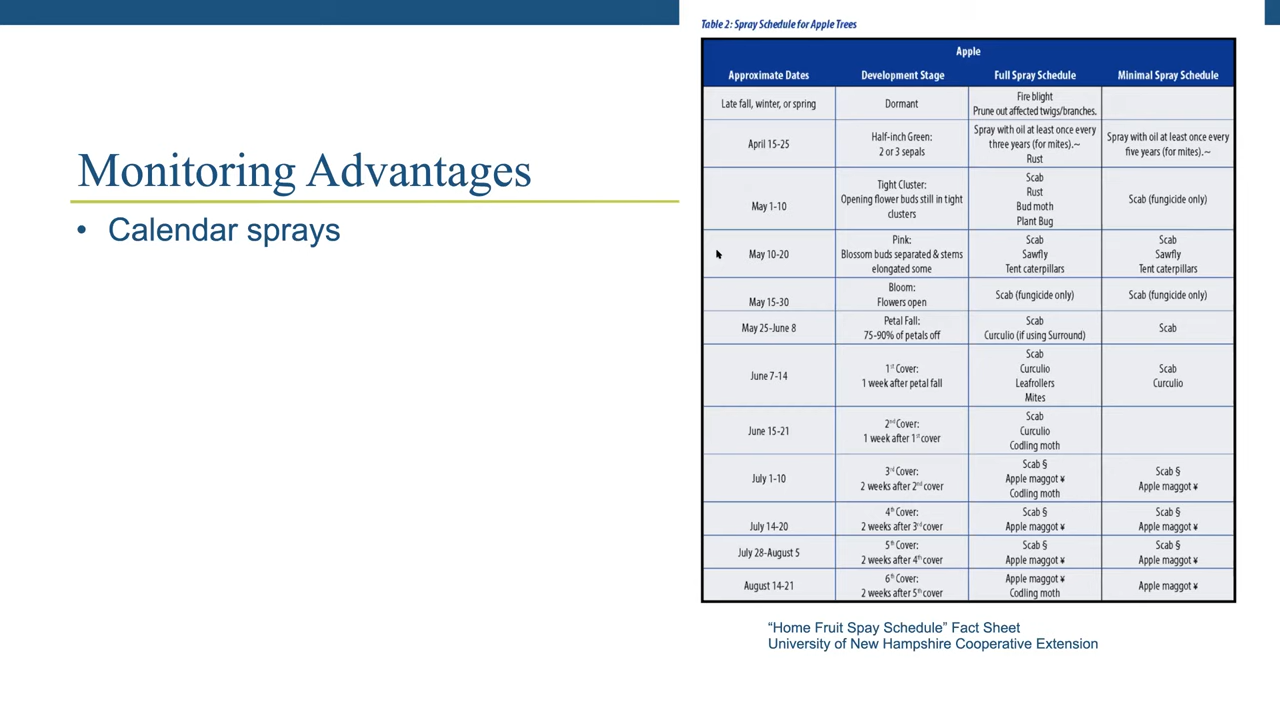 Monitoring Advantages
• Calendar sprays
Table 2: Spray Schedule for Apple Trees
Apple
Approximate Dates Development Stage Full Spray Schedule Minimal Spray Schedule
Late fall, winter, or spring
Dormant
Fire blight
Prune out affected twigs/branches.
April 15-25
Half-inch Green:
2 or 3 sepals
Spray with oil at least once every
three years (for mites).~
Rust
Spray with oil at least once every
five years (for mites).~
May 1-10
Tight Cluster:
Opening flower buds still in tight
clusters
Scab
Rust
Bud moth
Plant Bug
Scab (fungicide only)
May 10-20
Pink:
Blossom buds separated & stems
elongated some
Scab
Sawfly
Tent caterpillars
Scab
Sawfly
Tent caterpillars
May 15-30
Bloom:
Flowers open
Scab (fungicide only)
Scab (fungicide only)
May 25-June 8
Petal Fall:
75-90% of petals off
Scab
Curculio (if using Surround)
Scab
June 7-14
1st Cover:
1 week after petal fall
Scab
Curculio
Leafrollers
Mites
Scab
Curculio
June 15-21
2nd Cover:
1 week after 1st cover
Scab
Curculio
Codling moth
July 1-10
3rd Cover:
2 weeks after 2nd cover
Scab §
Apple maggot ¥
Codling moth
Scab §
Apple maggot ¥
July 14-20
4th Cover:
2 weeks after 3rd cover
Scab §
Apple maggot ¥
Scab §
Apple maggot ¥
July 28-August 5
5th Cover:
2 weeks after 4th cover
Scab §
Apple maggot ¥
Scab §
Apple maggot ¥
August 14-21
6th Cover:
2 weeks after 5th cover
Apple maggot ¥
Codling moth
Apple maggot ¥
“Home Fruit Spay Schedule” Fact Sheet
University of New Hampshire Cooperative Extension